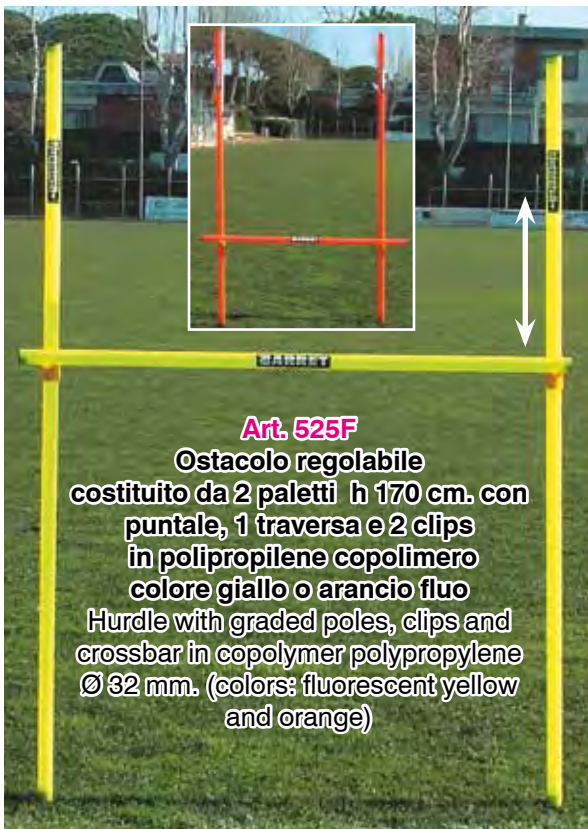 BARRET
BARRET
Art. 525F
Ostacolo regolabile
costituito da 2 paletti h 170 cm. con
puntale, 1 traversa e 2 clips
in polipropilene copolimero
colore giallo o arancio fluo
Hurdle with graded poles, clips and
crossbar in copolymer polypropylene
Ø 32 mm. (colors: fluorescent yellow
and orange)